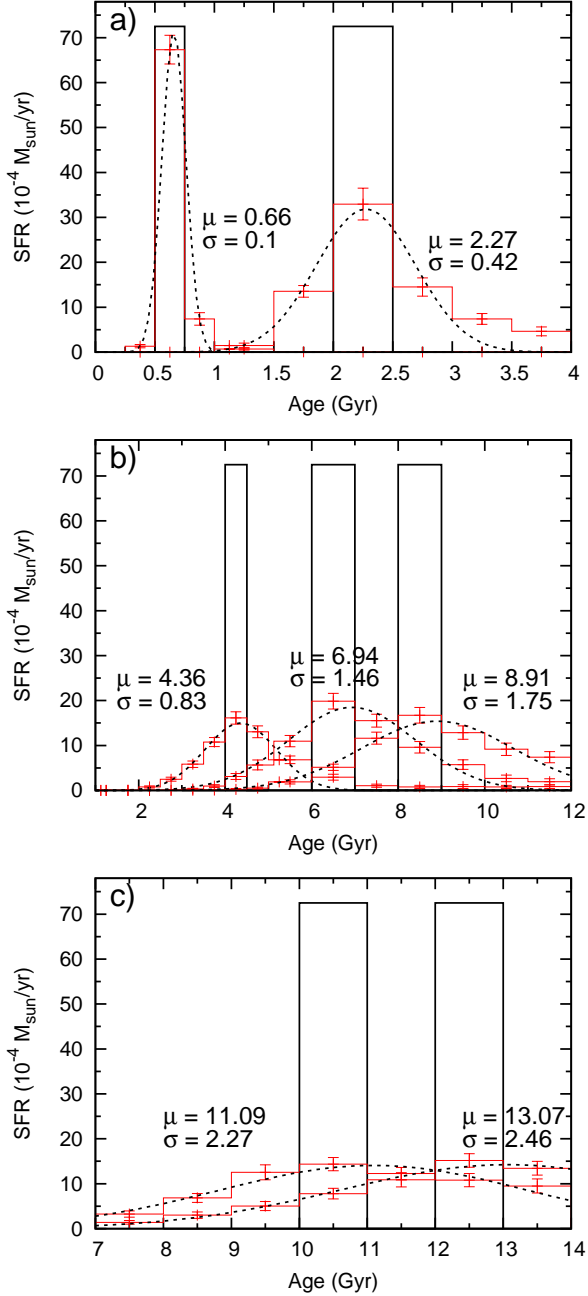 a)
70
60
50
40
30
20
10
0
SFR (10⁻⁴ M_sun/yr)
μ = 0.66
σ = 0.1
μ = 2.27
σ = 0.42
0 0.5 1 1.5 2 2.5 3 3.5 4
Age (Gyr)
b)
70
60
50
40
30
20
10
0
SFR (10⁻⁴ M_sun/yr)
μ = 4.36
σ = 0.83
μ = 6.94
σ = 1.46
μ = 8.91
σ = 1.75
2 4 6 8 10 12
Age (Gyr)
c)
70
60
50
40
30
20
10
0
SFR (10⁻⁴ M_sun/yr)
μ = 11.09
σ = 2.27
μ = 13.07
σ = 2.46
7 8 9 10 11 12 13 14
Age (Gyr)